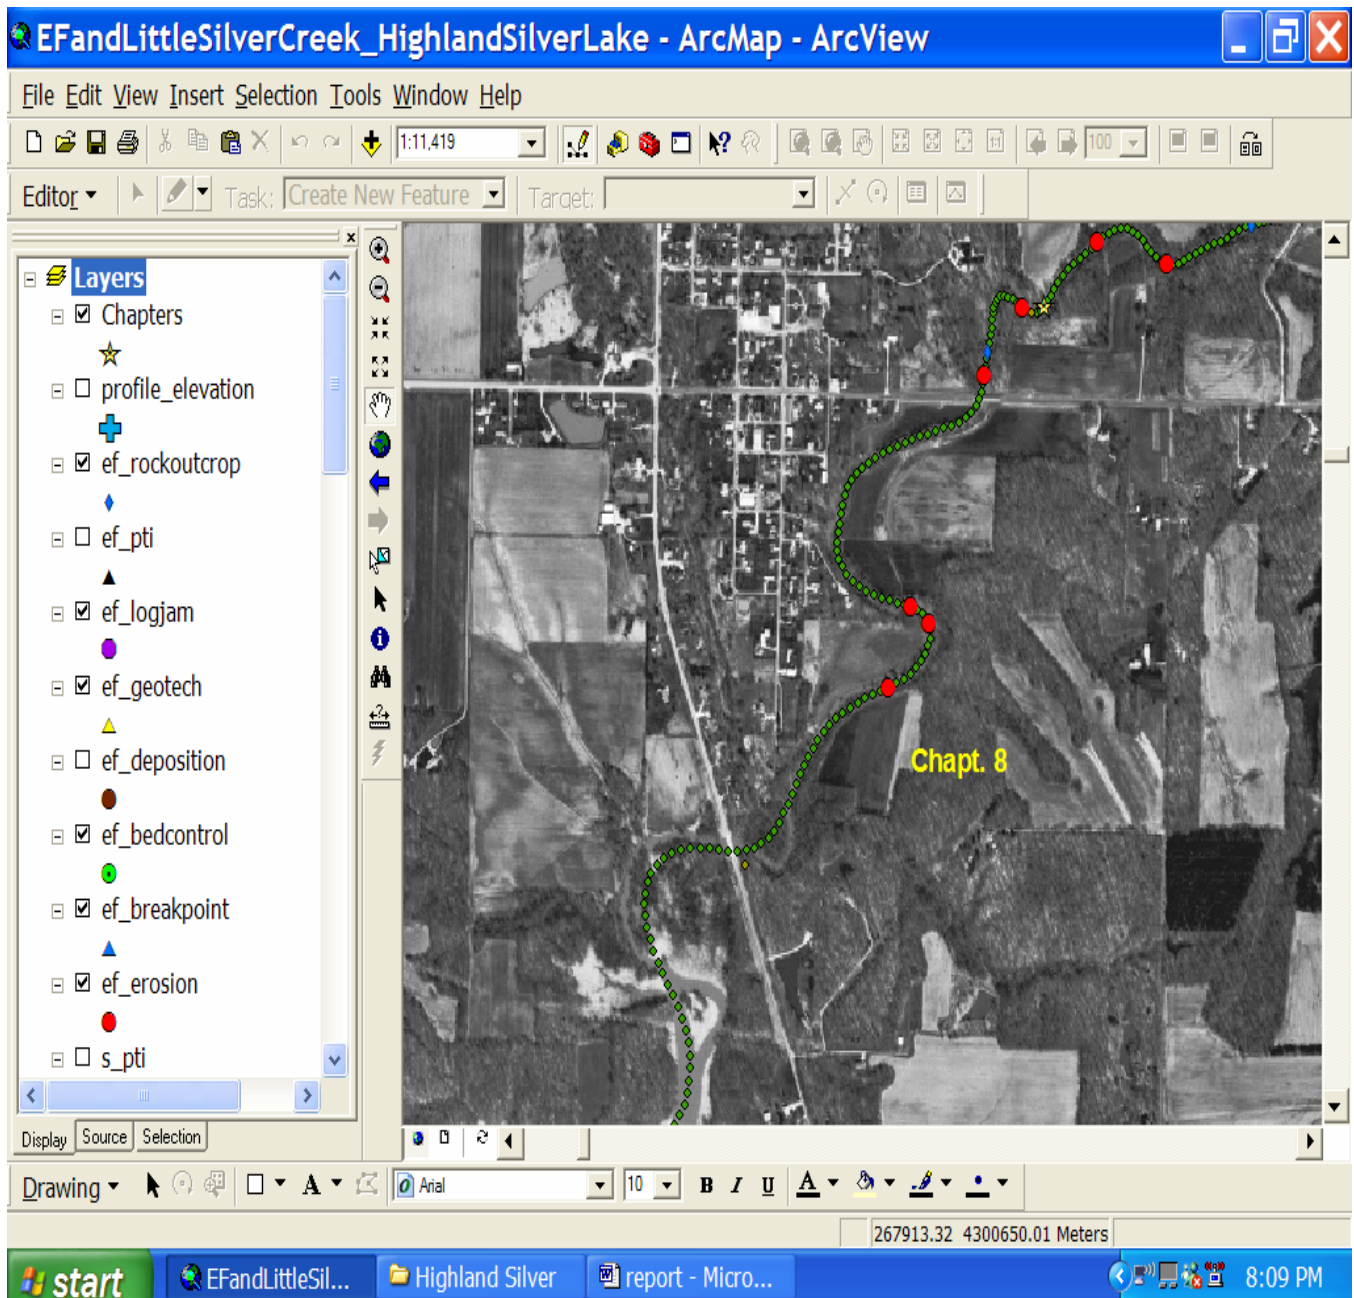 EFandLittleSilverCreek_HighlandSilverLake - ArcMap - ArcView
File Edit View Insert Selection Tools Window Help
1:11,419
1:1
100
Editor
Task:
Create New Feature
Target:
Layers
Chapters
profile_elevation
ef_rockoutcrop
ef_pti
ef_logjam
ef_geotech
ef_deposition
ef_bedcontrol
ef_breakpoint
ef_erosion
s_pti
Chapt. 8
Display Source Selection
Drawing
A
Arial
10
B I U A
267913.32 4300650.01 Meters
start
EFandLittleSil...
Highland Silver
report - Micro...
8:09 PM